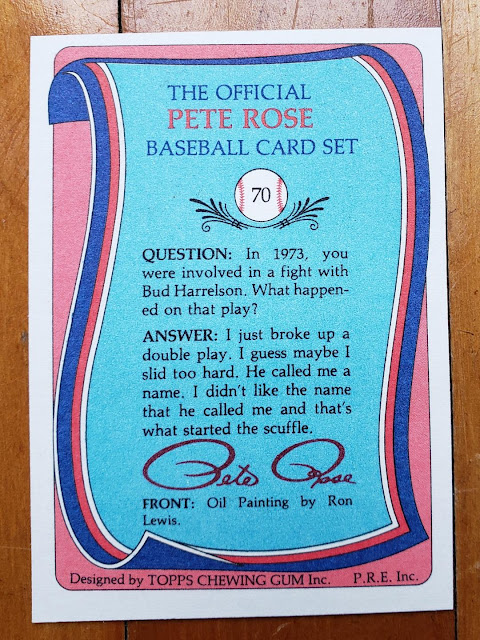 THE OFFICIAL
PETE ROSE
BASEBALL CARD SET
70
QUESTION: In 1973, you
were involved in a fight with
Bud Harrelson. What happen-
ed on that play?
ANSWER: I just broke up a
double play. I guess maybe I
slid too hard. He called me a
name. I didn't like the name
that he called me and that's
what started the scuffle.
Pete Rose
FRONT: Oil Painting by Ron
Lewis.
Designed by TOPPS CHEWING GUM Inc. P.R.E. Inc.